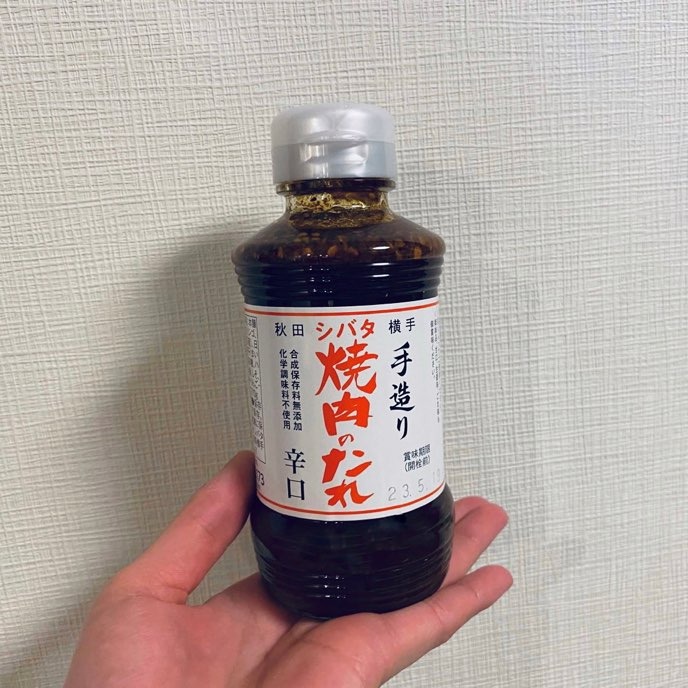 秋田
シバタ
横手
手造り
焼肉のたれ
辛口
合成保存料無添加
化学調味料不使用
賞味期限
(開栓前)